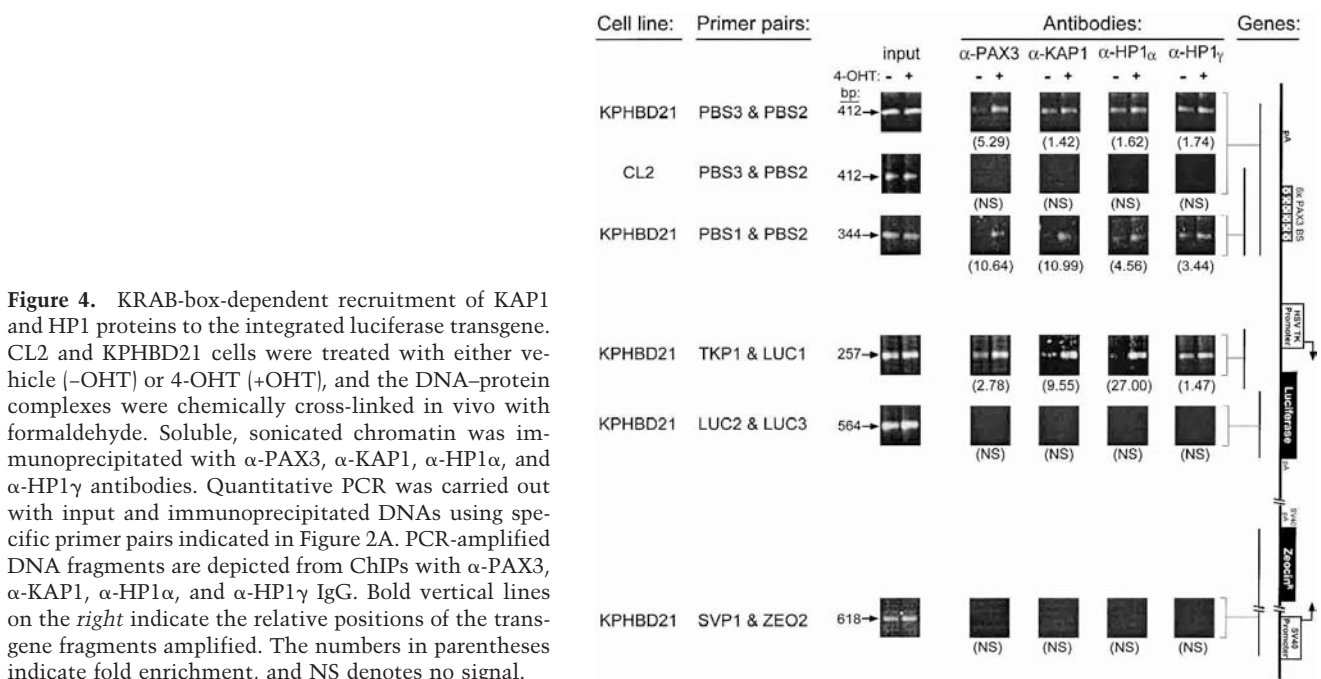 Figure 4. KRAB-box-dependent recruitment of KAP1
and HP1 proteins to the integrated luciferase transgene.
CL2 and KPHBD21 cells were treated with either ve-
hicle (−OHT) or 4-OHT (+OHT), and the DNA–protein
complexes were chemically cross-linked in vivo with
formaldehyde. Soluble, sonicated chromatin was im-
munoprecipitated with α-PAX3, α-KAP1, α-HP1α, and
α-HP1γ antibodies. Quantitative PCR was carried out
with input and immunoprecipitated DNAs using spe-
cific primer pairs indicated in Figure 2A. PCR-amplified
DNA fragments are depicted from ChIPs with α-PAX3,
α-KAP1, α-HP1α, and α-HP1γ IgG. Bold vertical lines
on the right indicate the relative positions of the trans-
gene fragments amplified. The numbers in parentheses
indicate fold enrichment, and NS denotes no signal.
Cell line: Primer pairs: Antibodies: Genes:
input α-PAX3 α-KAP1 α-HP1α α-HP1γ
4-OHT: - + - + - + - + - +
bp:
KPHBD21 PBS3 & PBS2 412→
(5.29) (1.42) (1.62) (1.74)
CL2 PBS3 & PBS2 412→
(NS) (NS) (NS) (NS)
KPHBD21 PBS1 & PBS2 344→
(10.64) (10.99) (4.56) (3.44)
KPHBD21 TKP1 & LUC1 257→
(2.78) (9.55) (27.00) (1.47)
KPHBD21 LUC2 & LUC3 564→
(NS) (NS) (NS) (NS)
KPHBD21 SVP1 & ZEO2 618→
(NS) (NS) (NS) (NS)
pA
6x PAX3 BS
HSV TK
Promoter
Luciferase
pA
SV40
pA
Zeocinᴿ
SV40
Promoter